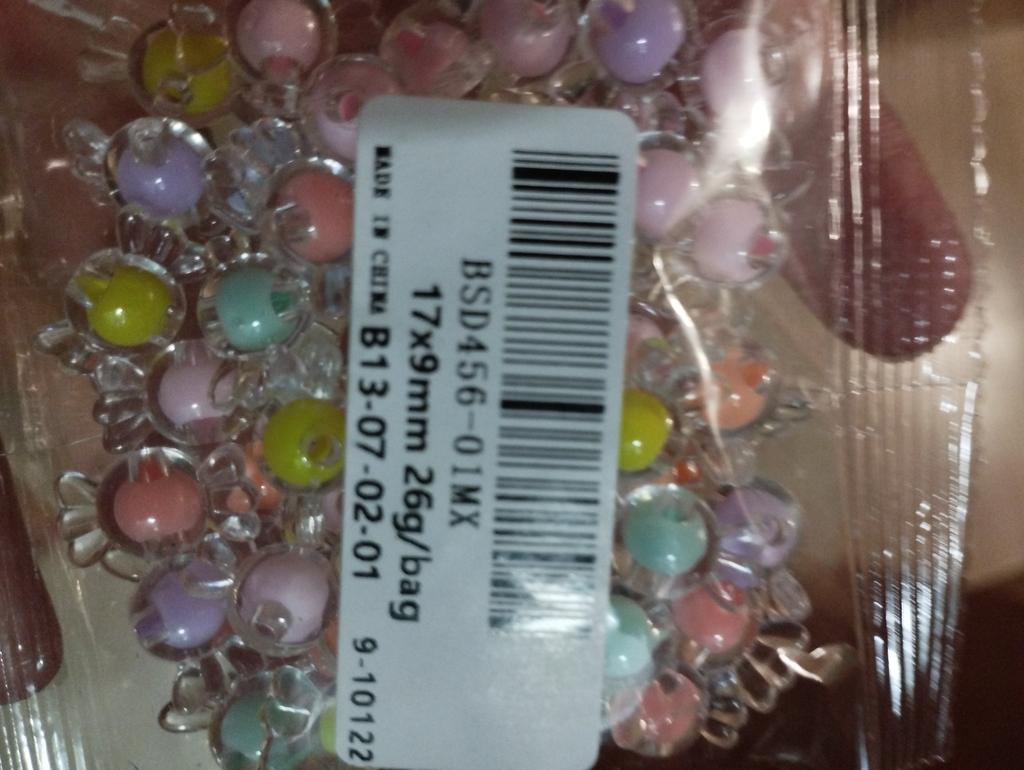 BSD456-01MX
17x9mm 26g/bag
MADE IN CHINA B13-07-02-01 9-10122